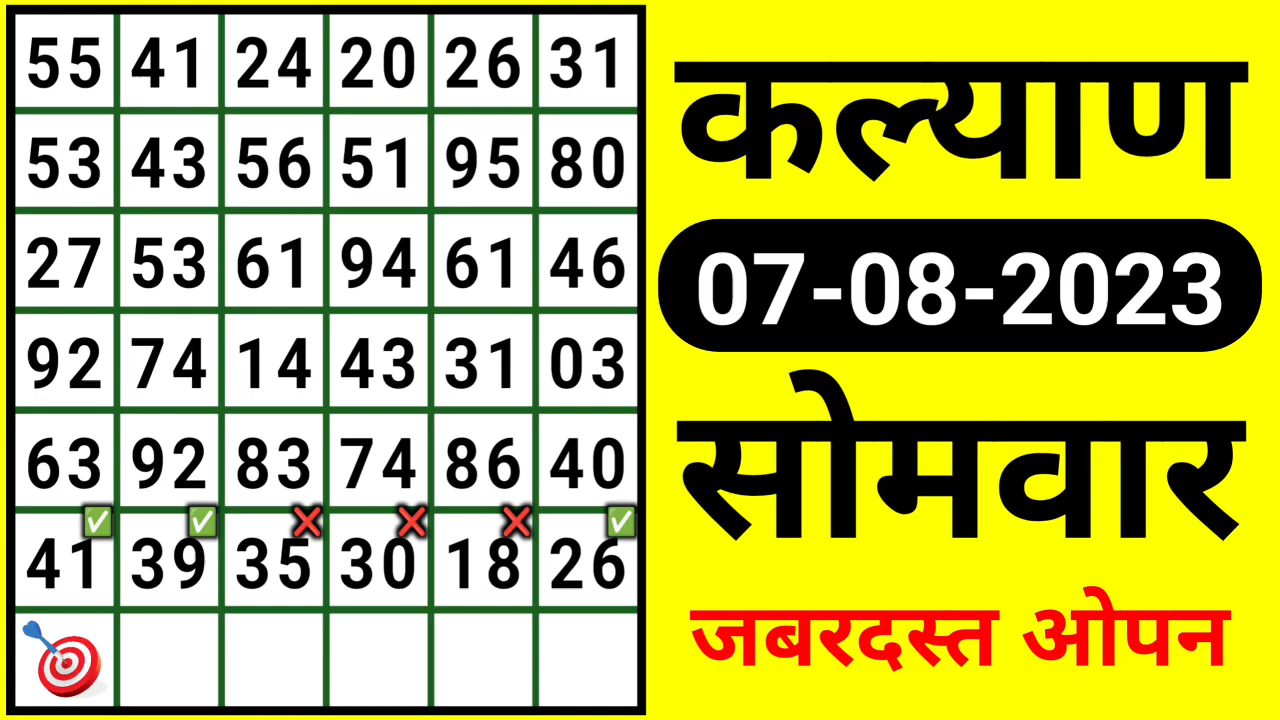 55 41 24 20 26 31
53 43 56 51 95 80
27 53 61 94 61 46
92 74 14 43 31 03
63 92 83 74 86 40
41 39 35 30 18 26
कल्याण
07-08-2023
सोमवार
जबरदस्त ओपन